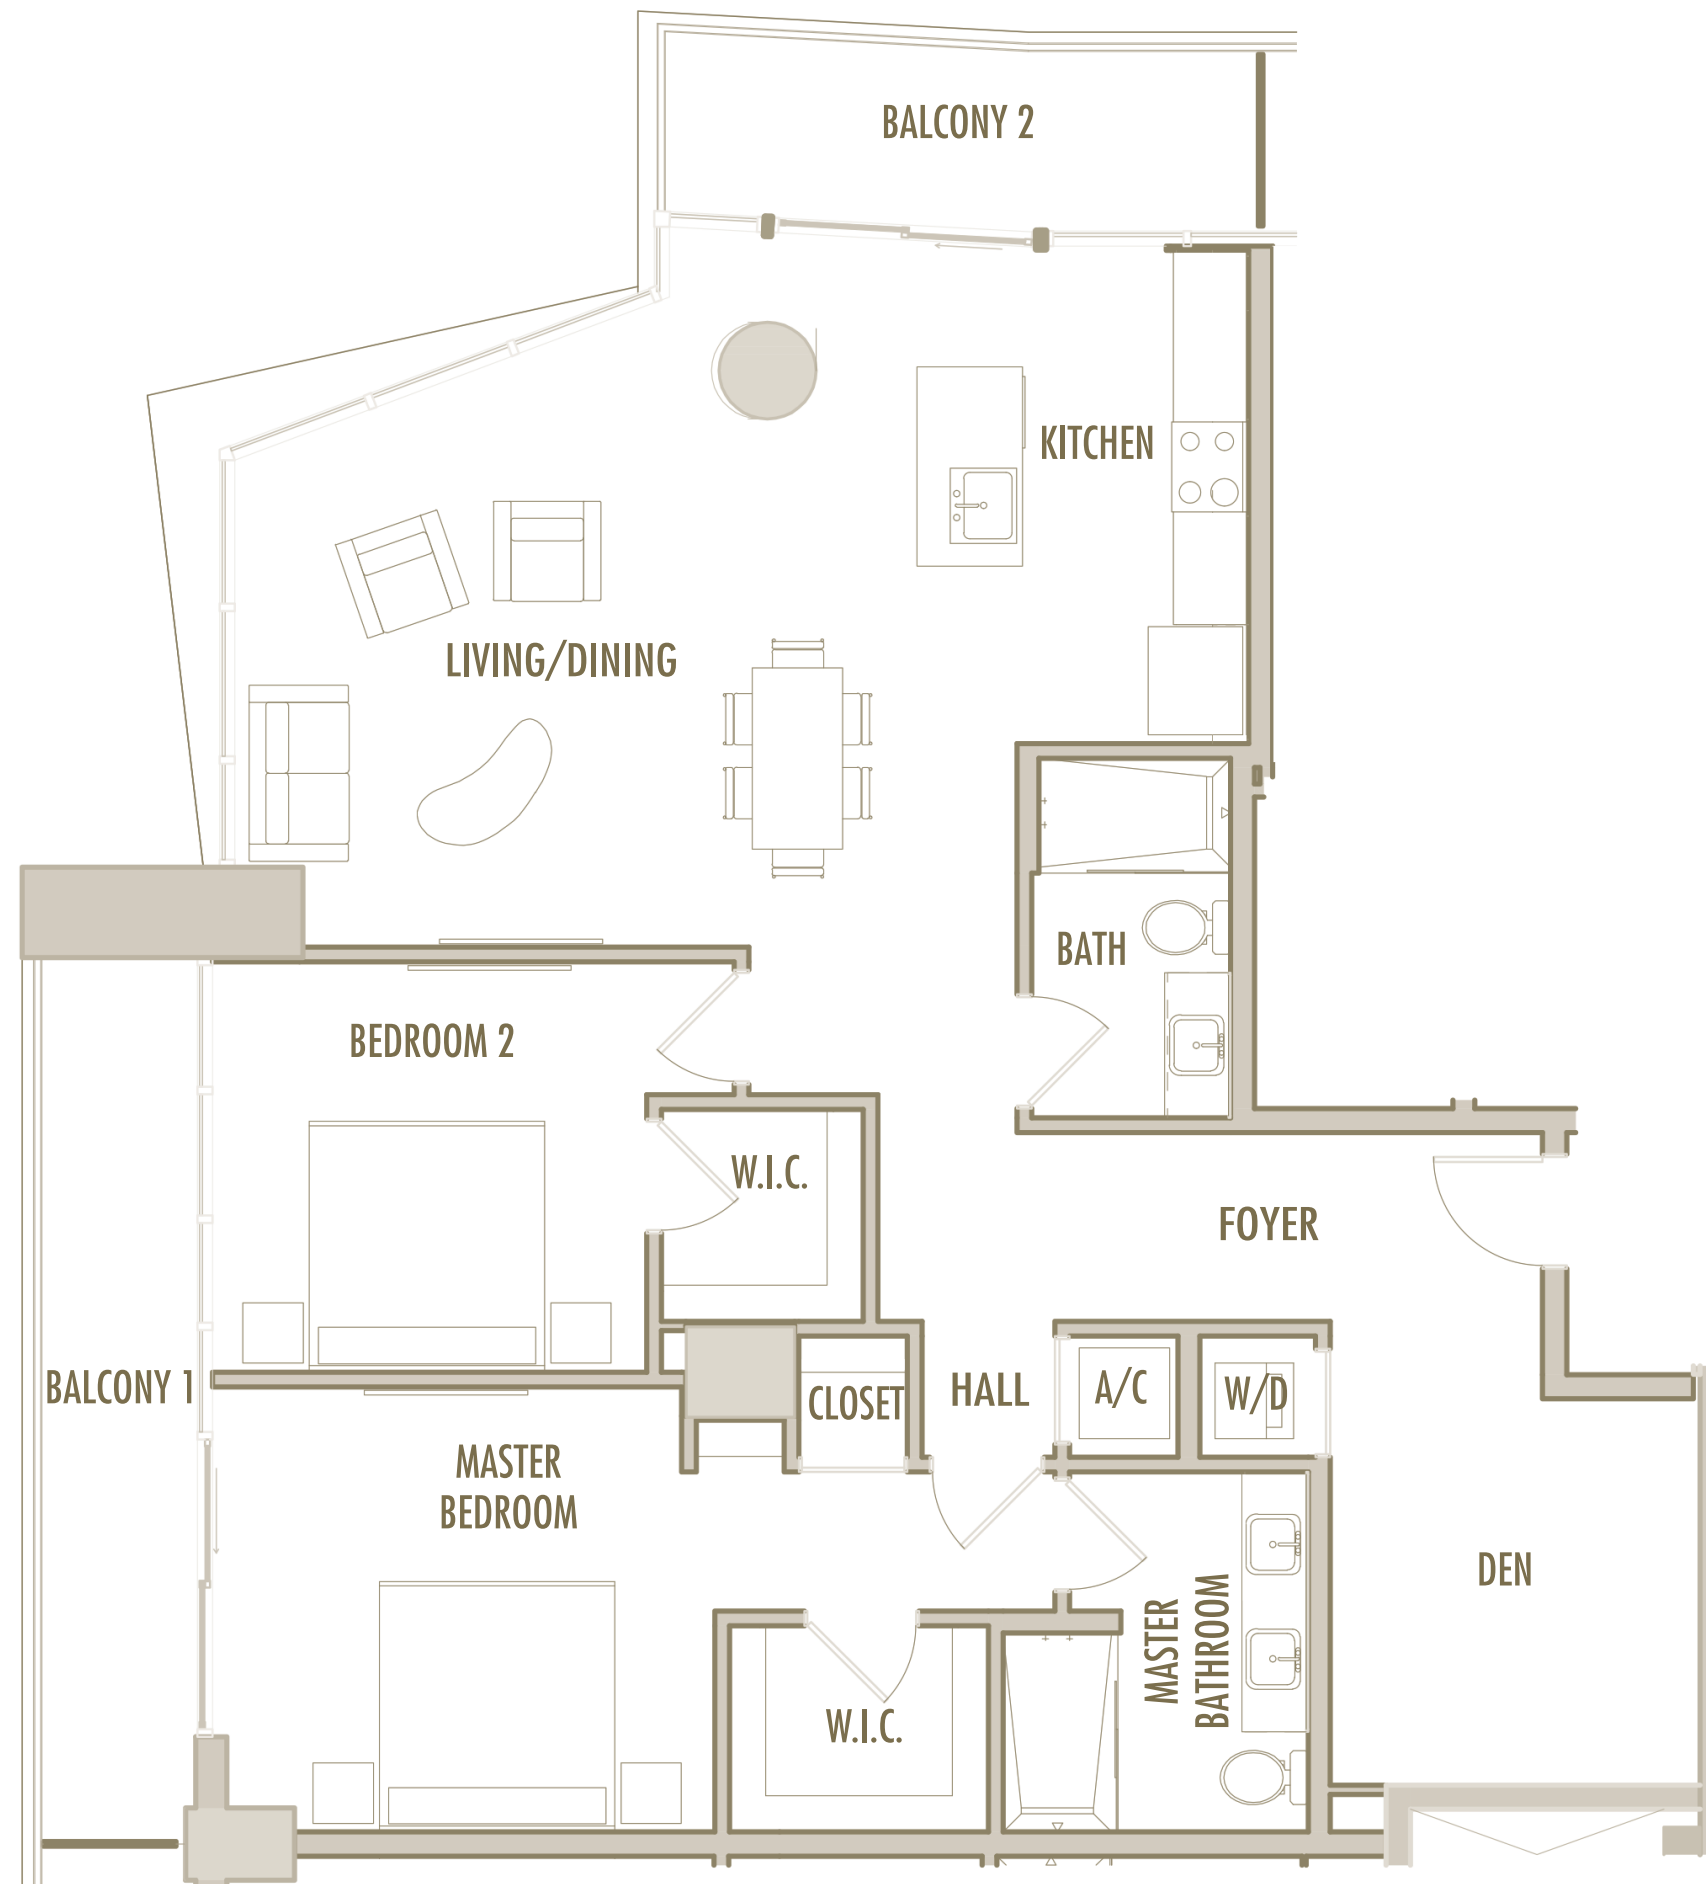 BALCONY 2
KITCHEN
LIVING/DINING
BATH
BEDROOM 2
W.I.C.
FOYER
BALCONY 1
CLOSET
HALL
A/C
W/D
MASTER
BEDROOM
DEN
MASTER
BATHROOM
W.I.C.